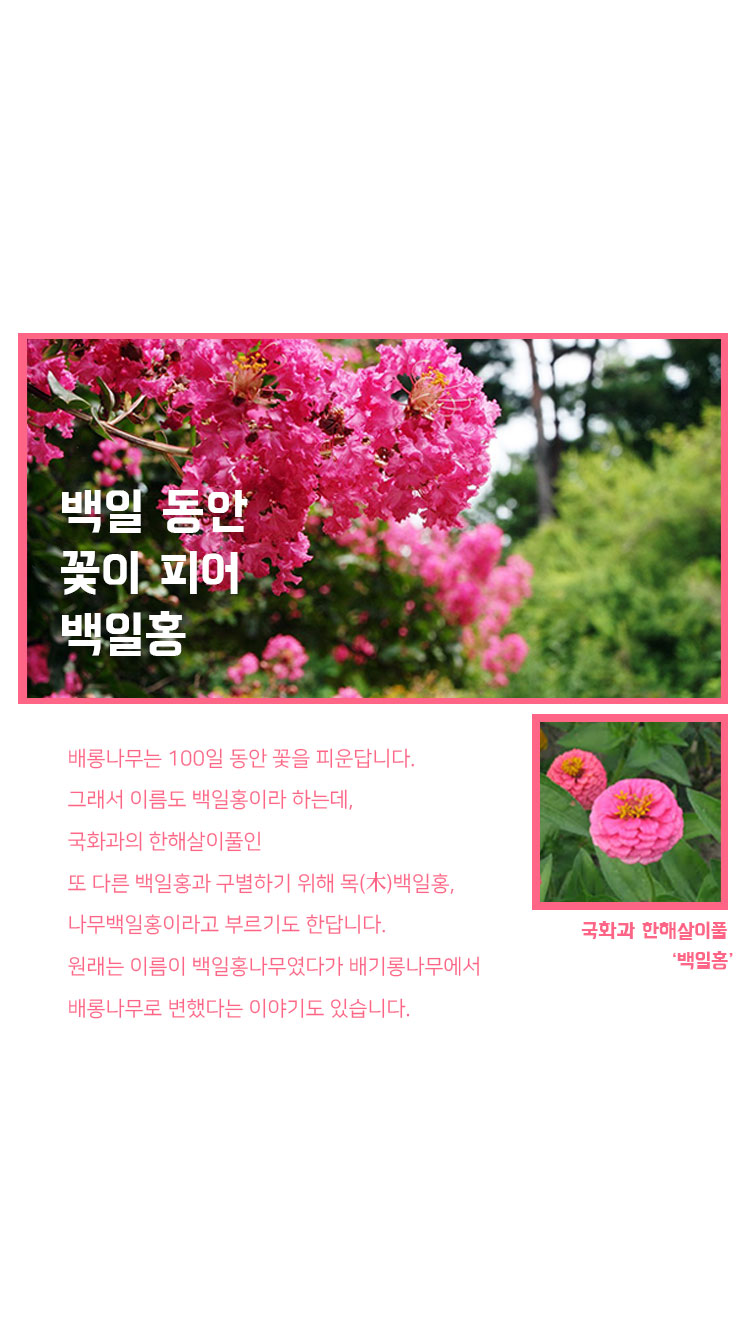 백일 동안
꽃이 피어
백일홍
배롱나무는 100일 동안 꽃을 피운답니다.
그래서 이름도 백일홍이라 하는데,
국화과의 한해살이풀인
또 다른 백일홍과 구별하기 위해 목(木)백일홍,
나무백일홍이라고 부르기도 한답니다.
원래는 이름이 백일홍나무였다가 배기롱나무에서
배롱나무로 변했다는 이야기도 있습니다.
국화과 한해살이풀
‘백일홍’